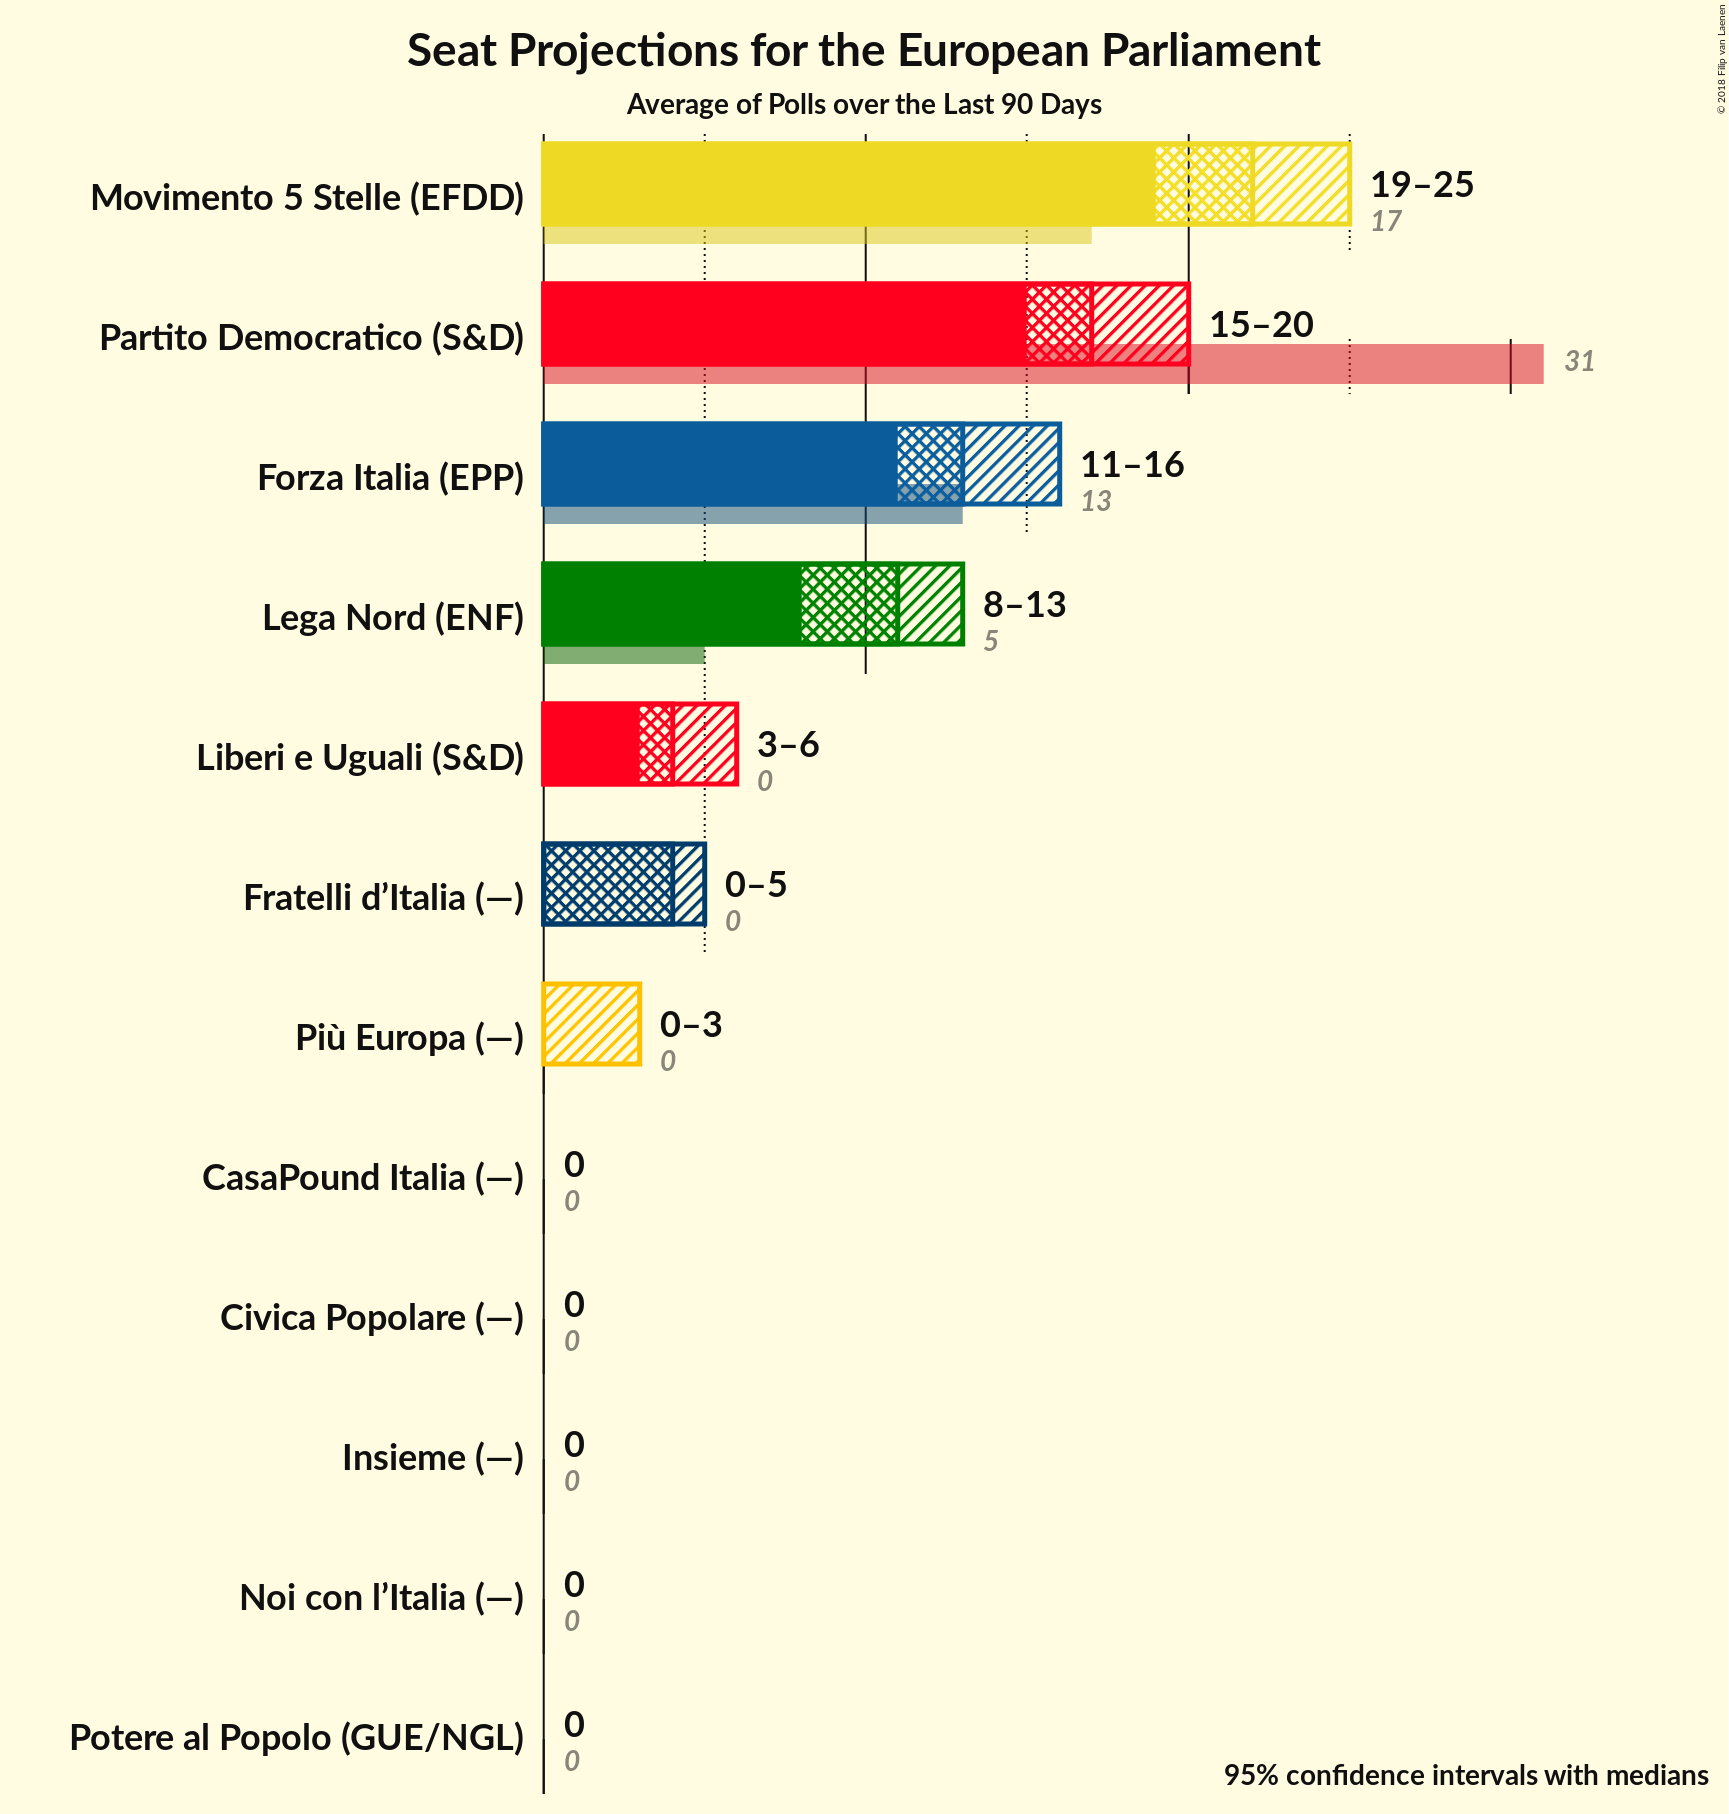 Seat Projections for the European Parliament
Average of Polls over the Last 90 Days
© 2018 Filip van Laenen
Movimento 5 Stelle (EFDD)
19–25
17
Partito Democratico (S&D)
15–20
31
Forza Italia (EPP)
11–16
13
Lega Nord (ENF)
8–13
5
Liberi e Uguali (S&D)
3–6
0
Fratelli d’Italia (—)
0–5
0
Più Europa (—)
0–3
0
CasaPound Italia (—)
0
0
Civica Popolare (—)
0
0
Insieme (—)
0
0
Noi con l’Italia (—)
0
0
Potere al Popolo (GUE/NGL)
0
0
95% confidence intervals with medians